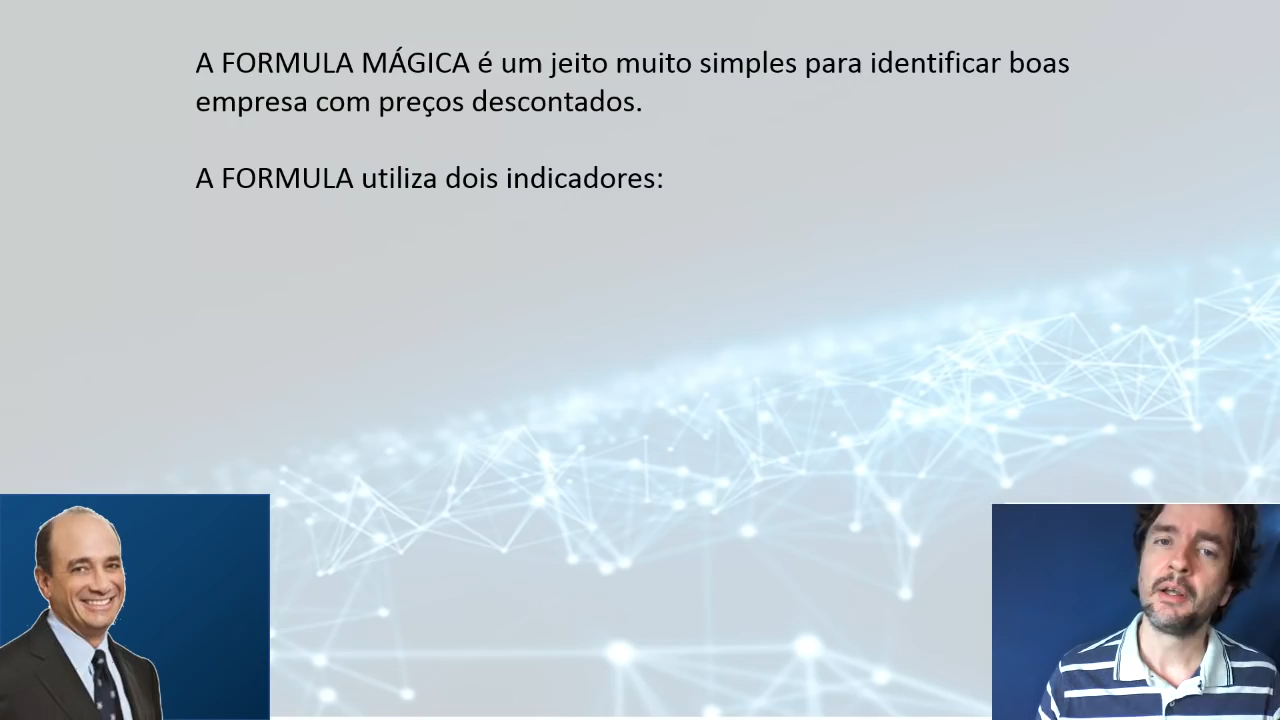 A FORMULA MÁGICA é um jeito muito simples para identificar boas
empresa com preços descontados.
A FORMULA utiliza dois indicadores: